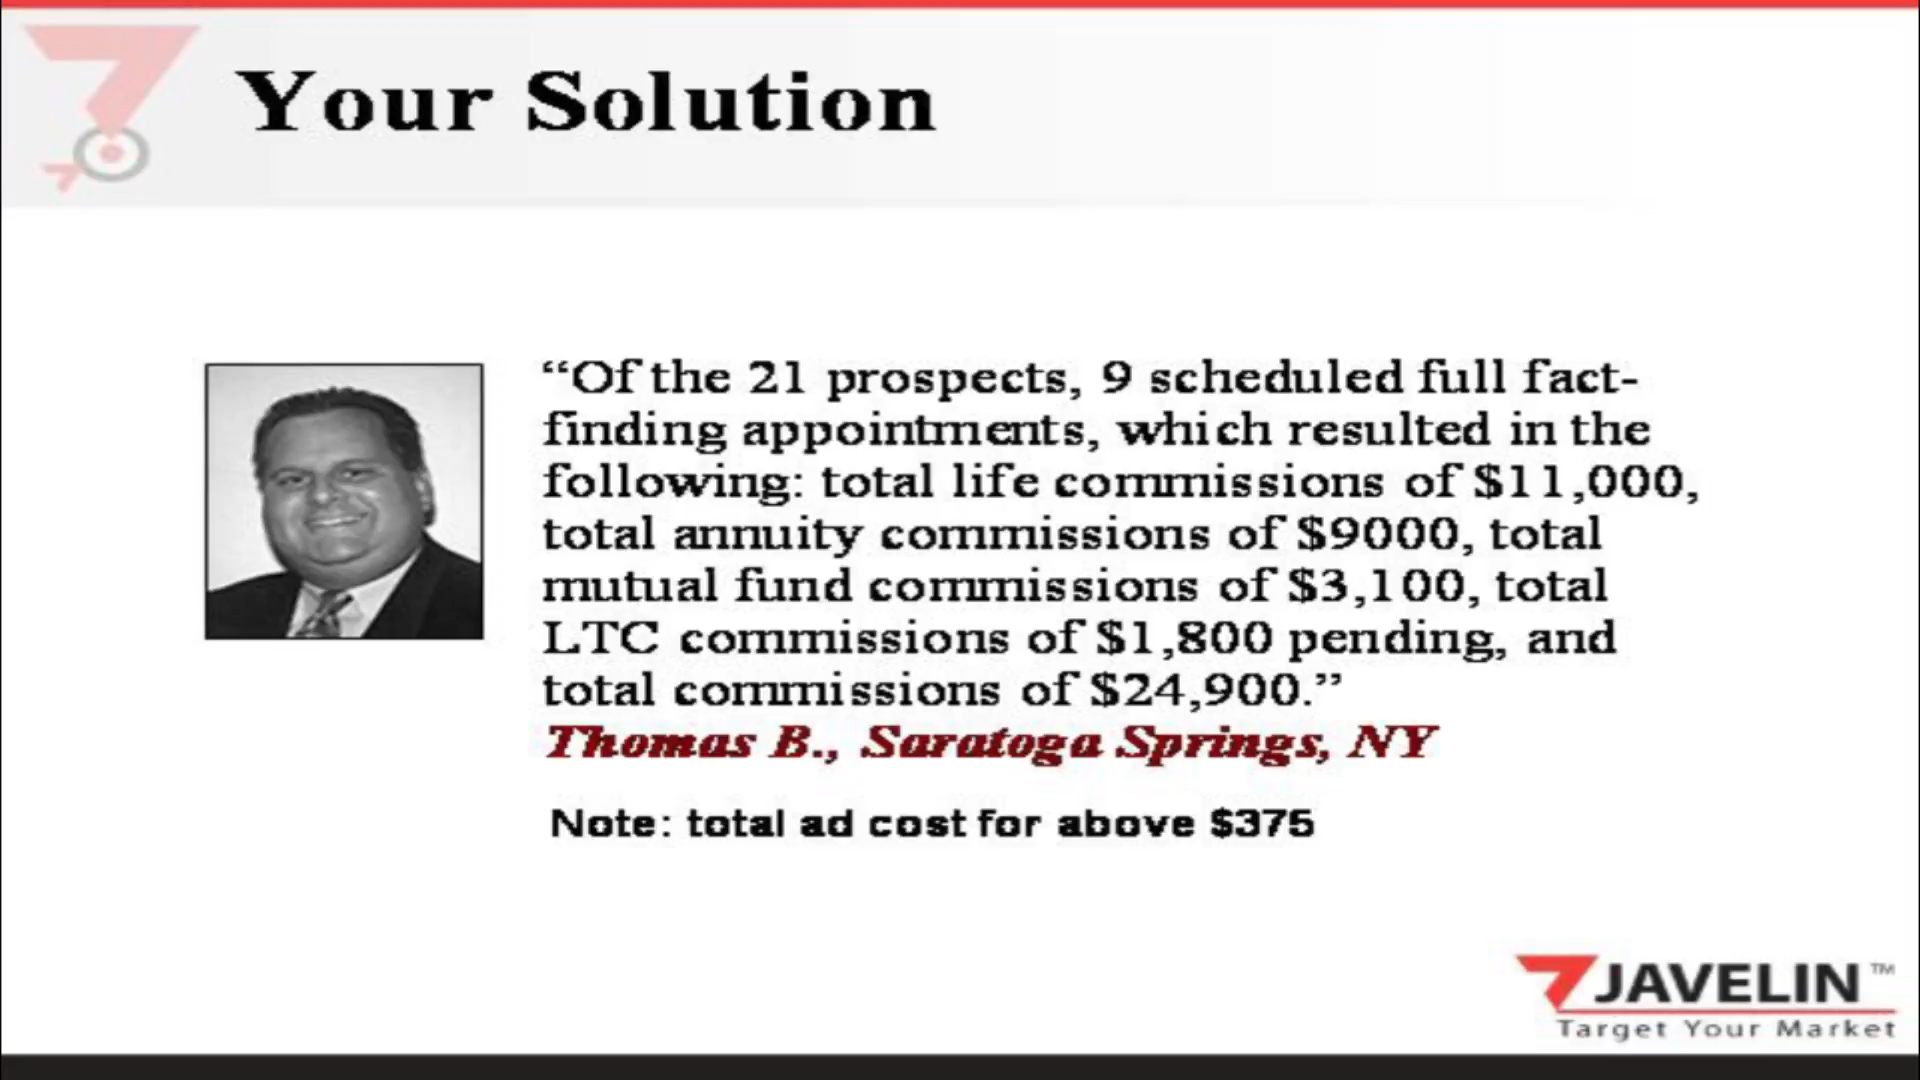 Your Solution
“Of the 21 prospects, 9 scheduled full fact-
finding appointments, which resulted in the
following: total life commissions of $11,000,
total annuity commissions of $9000, total
mutual fund commissions of $3,100, total
LTC commissions of $1,800 pending, and
total commissions of $24,900.”
Thomas B., Saratoga Springs, NY
Note: total ad cost for above $375
JAVELIN™
Target Your Market